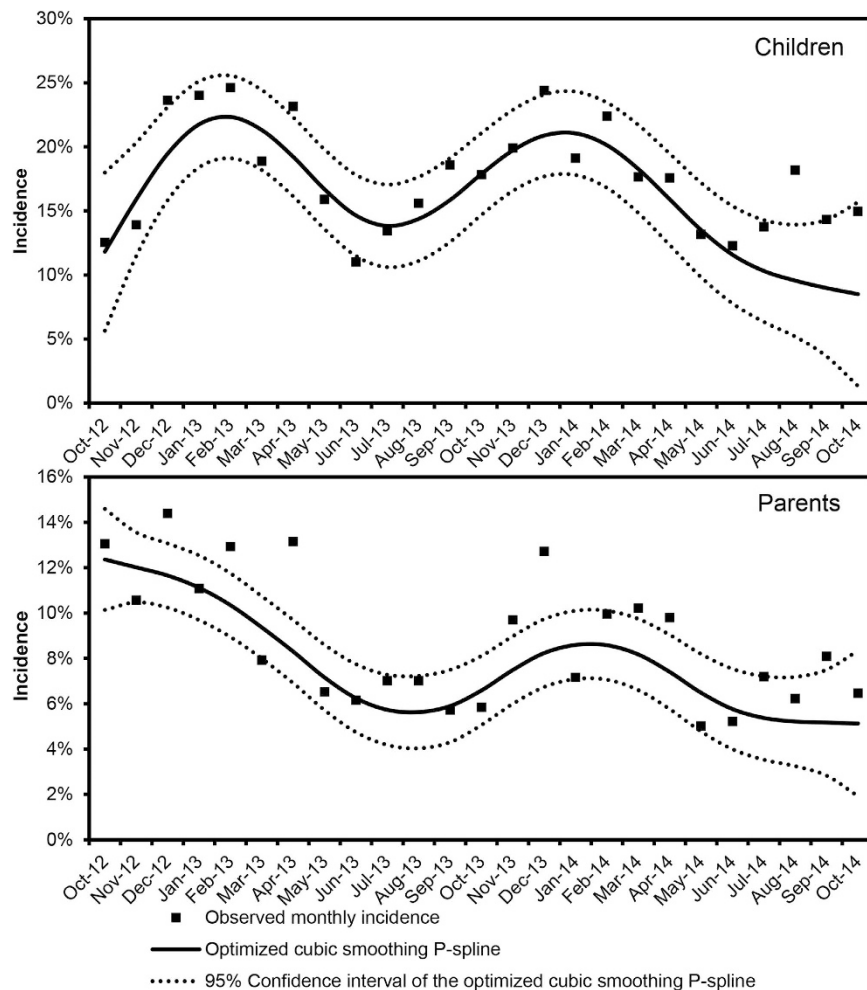 30%
Children
25%
20%
15%
10%
5%
0%
Incidence
Oct-12 Nov-12 Dec-12 Jan-13 Feb-13 Mar-13 Apr-13 May-13 Jun-13 Jul-13 Aug-13 Sep-13 Oct-13 Nov-13 Dec-13 Jan-14 Feb-14 Mar-14 Apr-14 May-14 Jun-14 Jul-14 Aug-14 Sep-14 Oct-14
16%
Parents
14%
12%
10%
8%
6%
4%
2%
0%
Incidence
Oct-12 Nov-12 Dec-12 Jan-13 Feb-13 Mar-13 Apr-13 May-13 Jun-13 Jul-13 Aug-13 Sep-13 Oct-13 Nov-13 Dec-13 Jan-14 Feb-14 Mar-14 Apr-14 May-14 Jun-14 Jul-14 Aug-14 Sep-14 Oct-14
Observed monthly incidence
Optimized cubic smoothing P-spline
95% Confidence interval of the optimized cubic smoothing P-spline